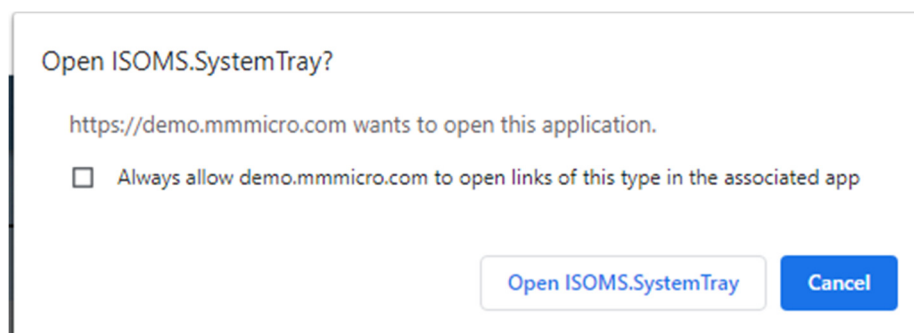 Open ISOMS.SystemTray?
https://demo.mmmicro.com wants to open this application.
Always allow demo.mmmicro.com to open links of this type in the associated app
Open ISOMS.SystemTray
Cancel